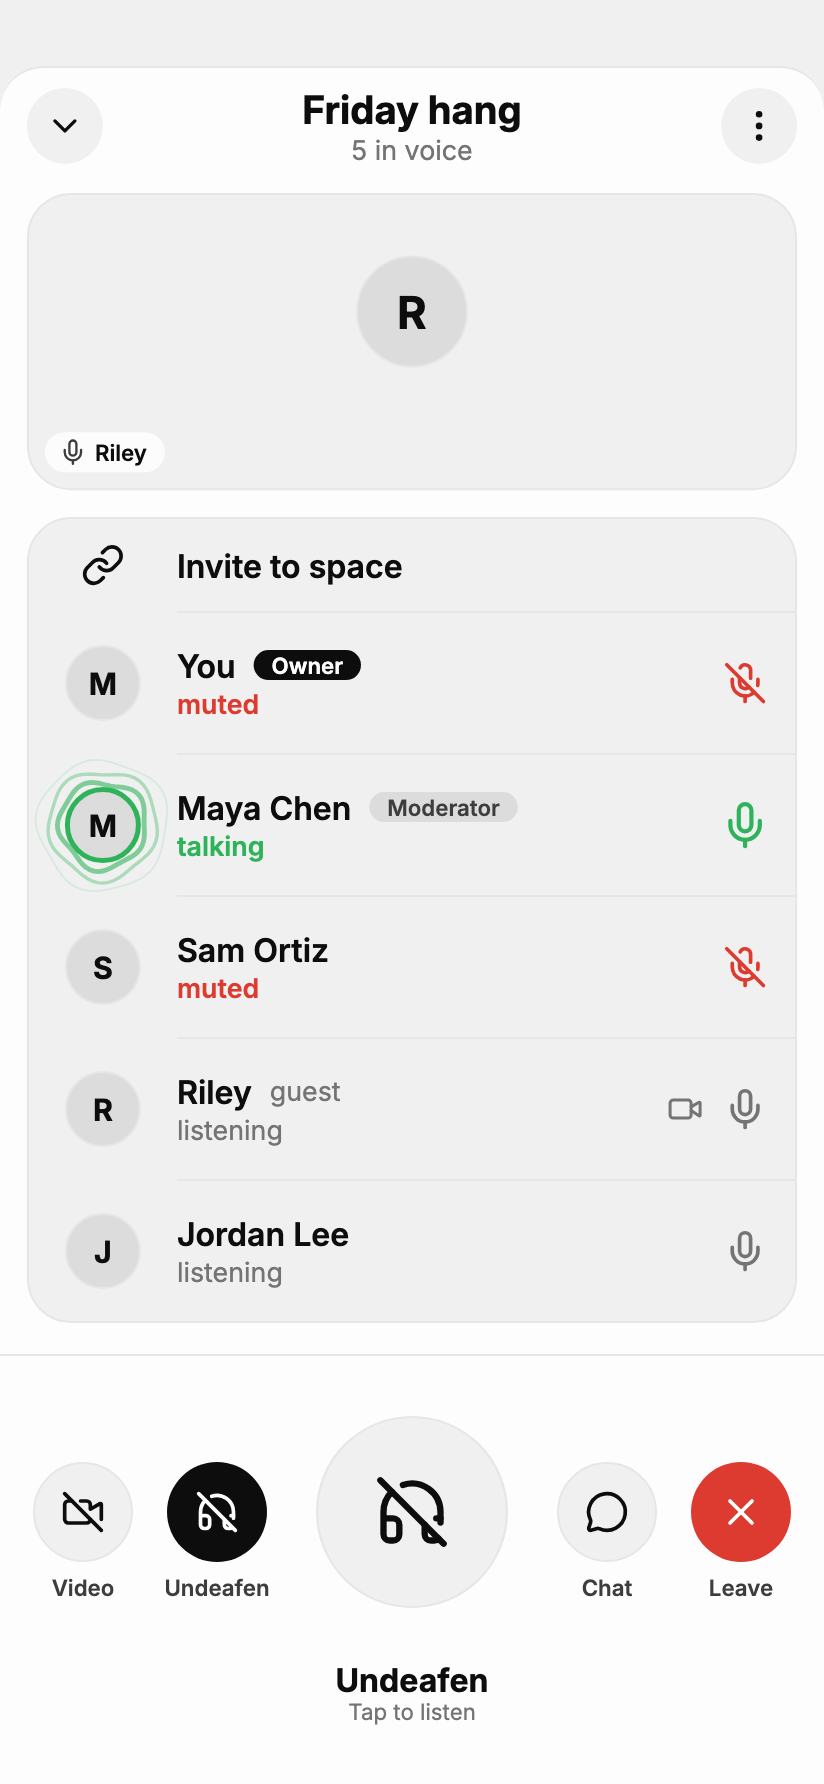 Friday hang
5 in voice
R
Riley
Invite to space
M
You Owner
muted
M
Maya Chen Moderator
talking
S
Sam Ortiz
muted
R
Riley guest
listening
J
Jordan Lee
listening
Video
Undeafen
Chat
Leave
Undeafen
Tap to listen